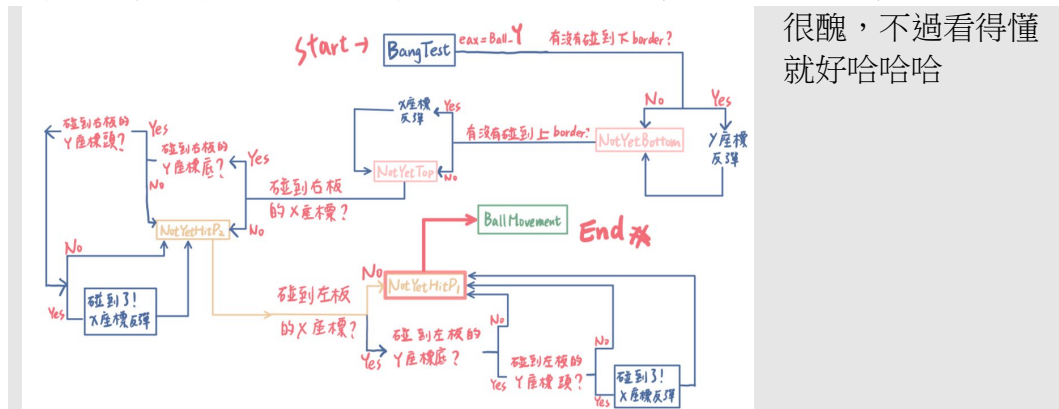 Start →
BangTest
eax=Ball_Y
有沒有碰到下border?
No
Yes
NotYetBottom
Y座標
反彈
有沒有碰到上border?
Yes
X座標
反彈
No
NotYetTop
碰到右板
的X座標?
Yes
No
碰到右板的
Y座標底?
Yes
No
碰到右板的
Y座標頭?
NotYetHitP2
No
Yes
碰到了!
X座標反彈
碰到左板
的X座標?
No
Yes
NotYetHitP1
BallMovement
End
碰到左板的
Y座標底?
No
Yes
碰到左板的
Y座標頭?
No
Yes
碰到了!
X座標反彈
很醜,不過看得懂
就好哈哈哈